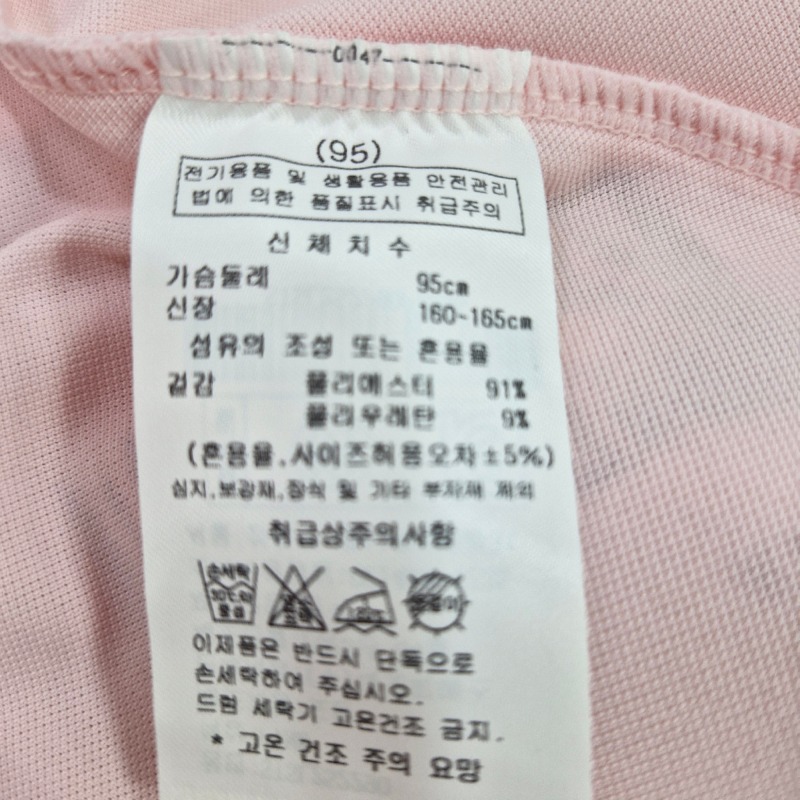 0047
(95)
전기용품 및 생활용품 안전관리
법에 의한 품질표시 취급주의
신체치수
가슴둘레 95cm
신장 160-165cm
섬유의 조성 또는 혼용율
겉감 폴리에스터 91%
폴리우레탄 9%
(혼용율,사이즈허용오차±5%)
심지,보강재,장식 및 기타 부자재 제외
취급상주의사항
손세탁
30℃
중성
이제품은 반드시 단독으로
손세탁하여 주십시오.
드럼 세탁기 고온건조 금지.
* 고온 건조 주의 요망